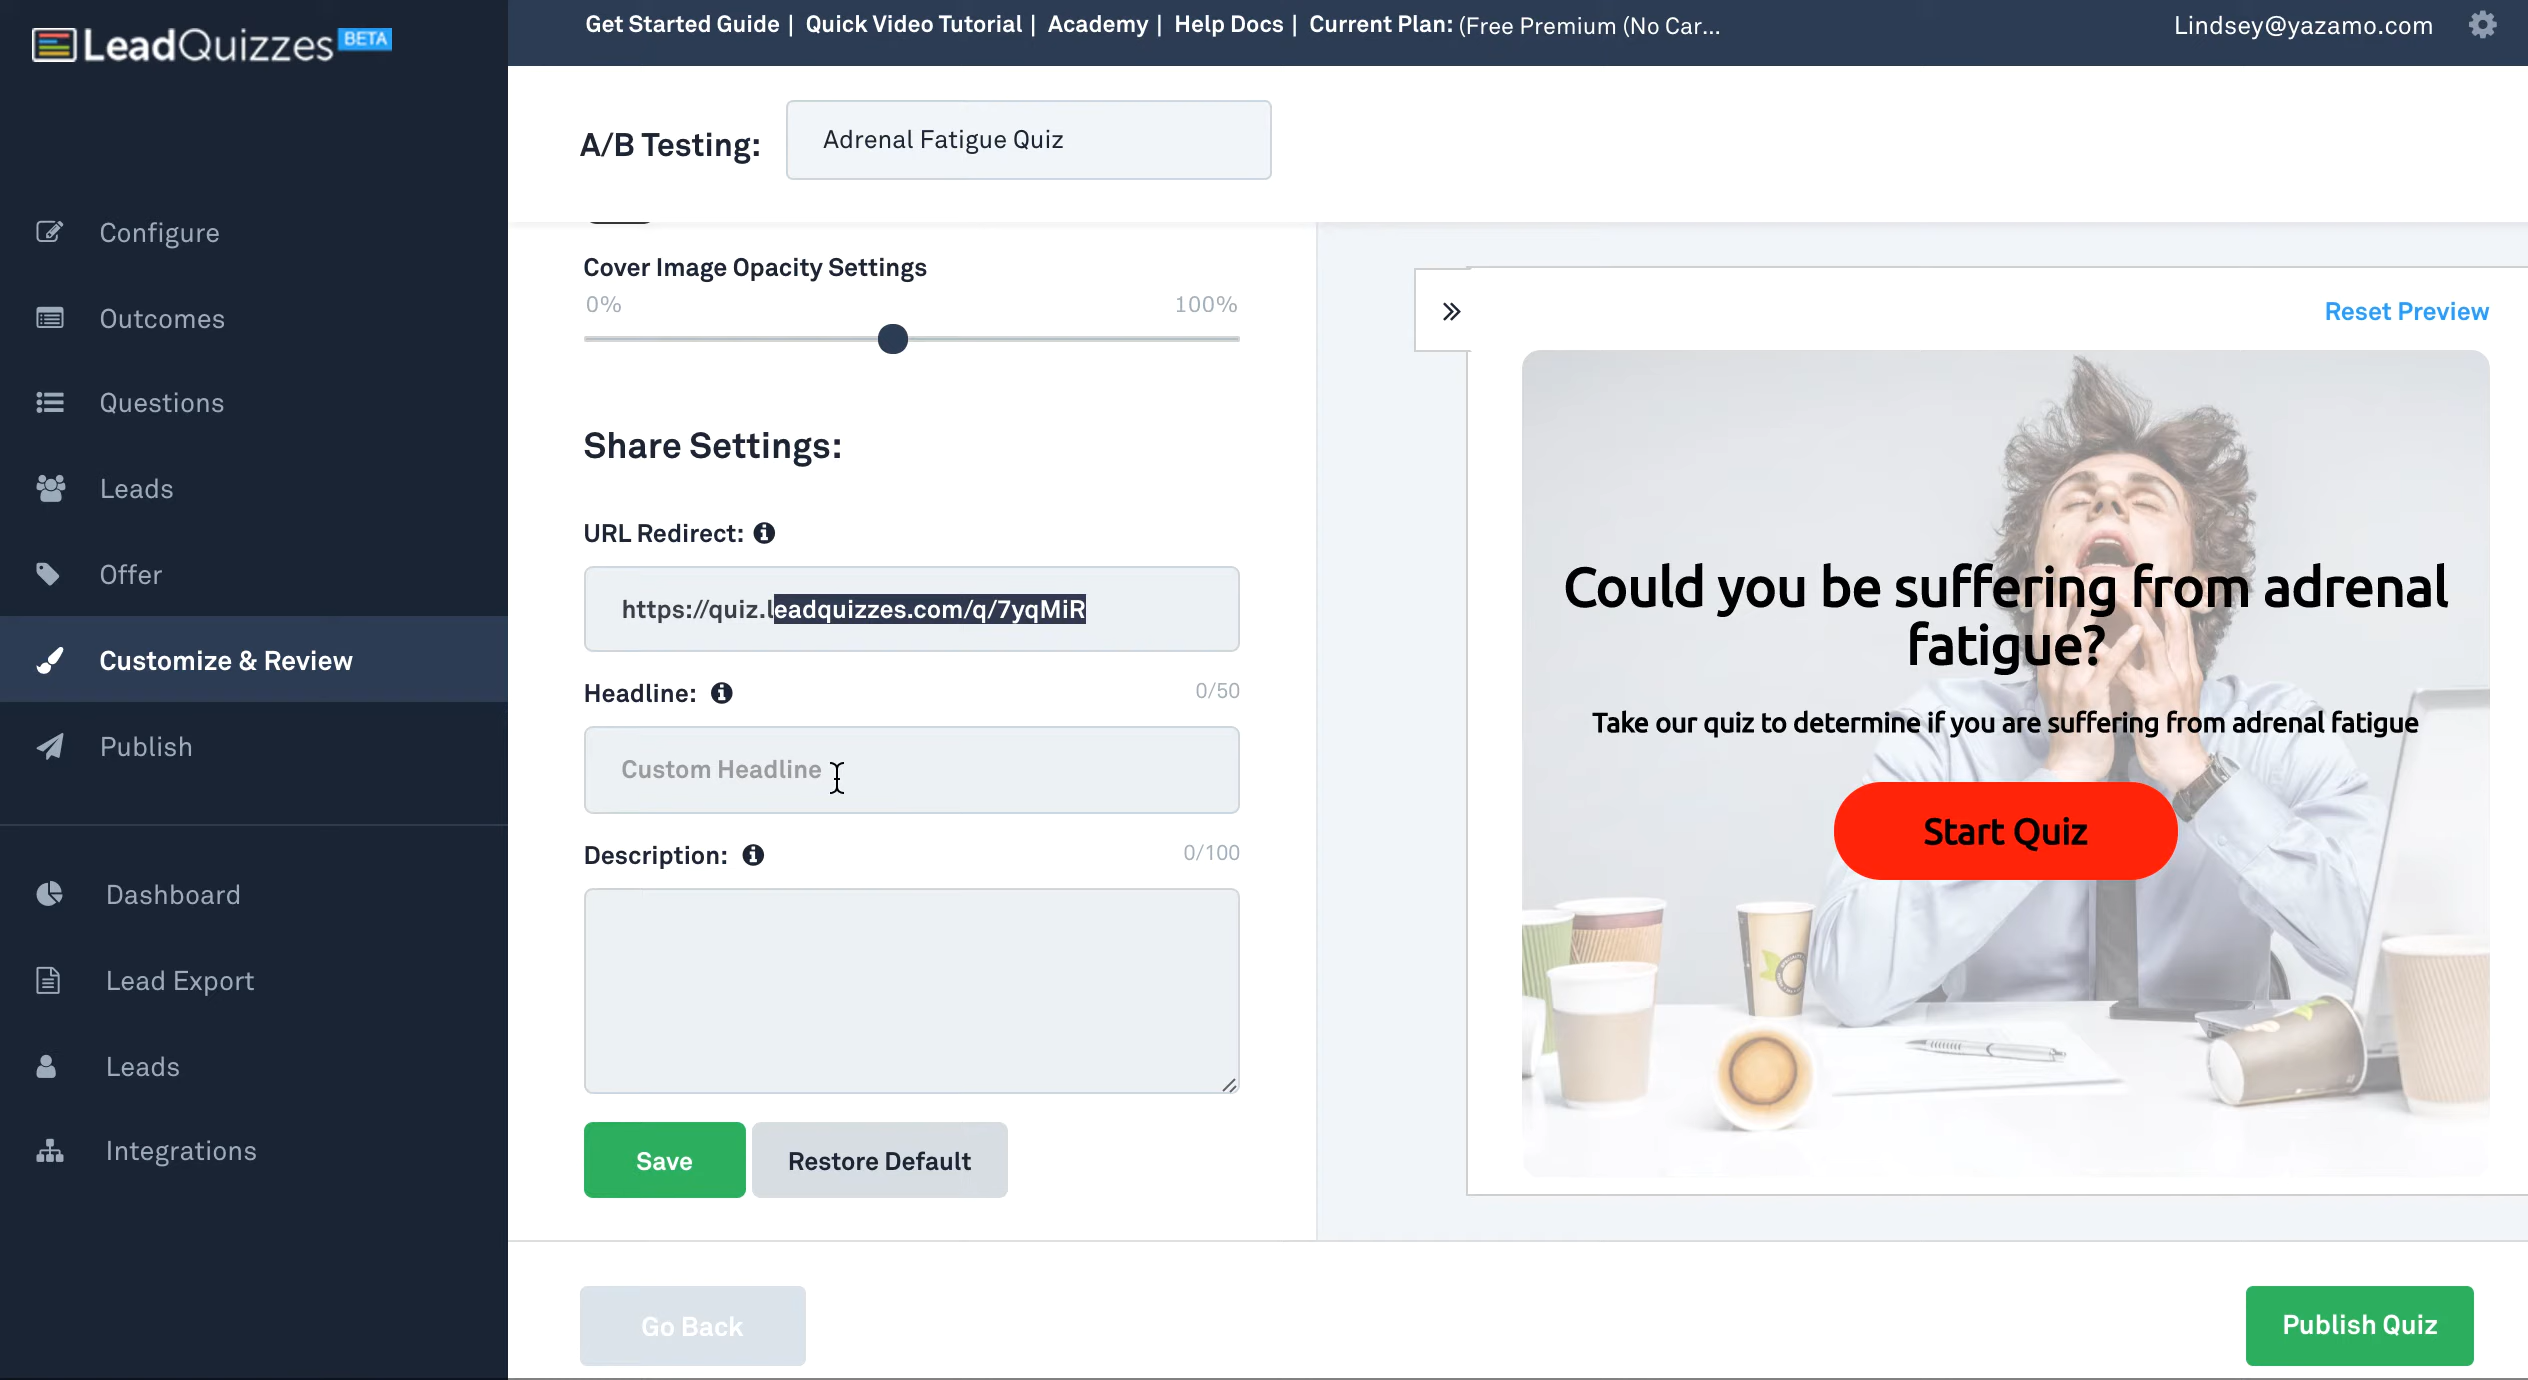 LeadQuizzes BETA
Get Started Guide | Quick Video Tutorial | Academy | Help Docs | Current Plan: (Free Premium (No Car...
Lindsey@yazamo.com
A/B Testing:
Adrenal Fatigue Quiz
Configure
Outcomes
Questions
Leads
Offer
Customize & Review
Publish
Dashboard
Lead Export
Leads
Integrations
Cover Image Opacity Settings
0% 100%
Share Settings:
URL Redirect:
https://quiz.leadquizzes.com/q/7yqMiR
Headline: 0/50
Custom Headline
Description: 0/100
Save
Restore Default
Go Back
Reset Preview
Could you be suffering from adrenal
fatigue?
Take our quiz to determine if you are suffering from adrenal fatigue
Start Quiz
Publish Quiz